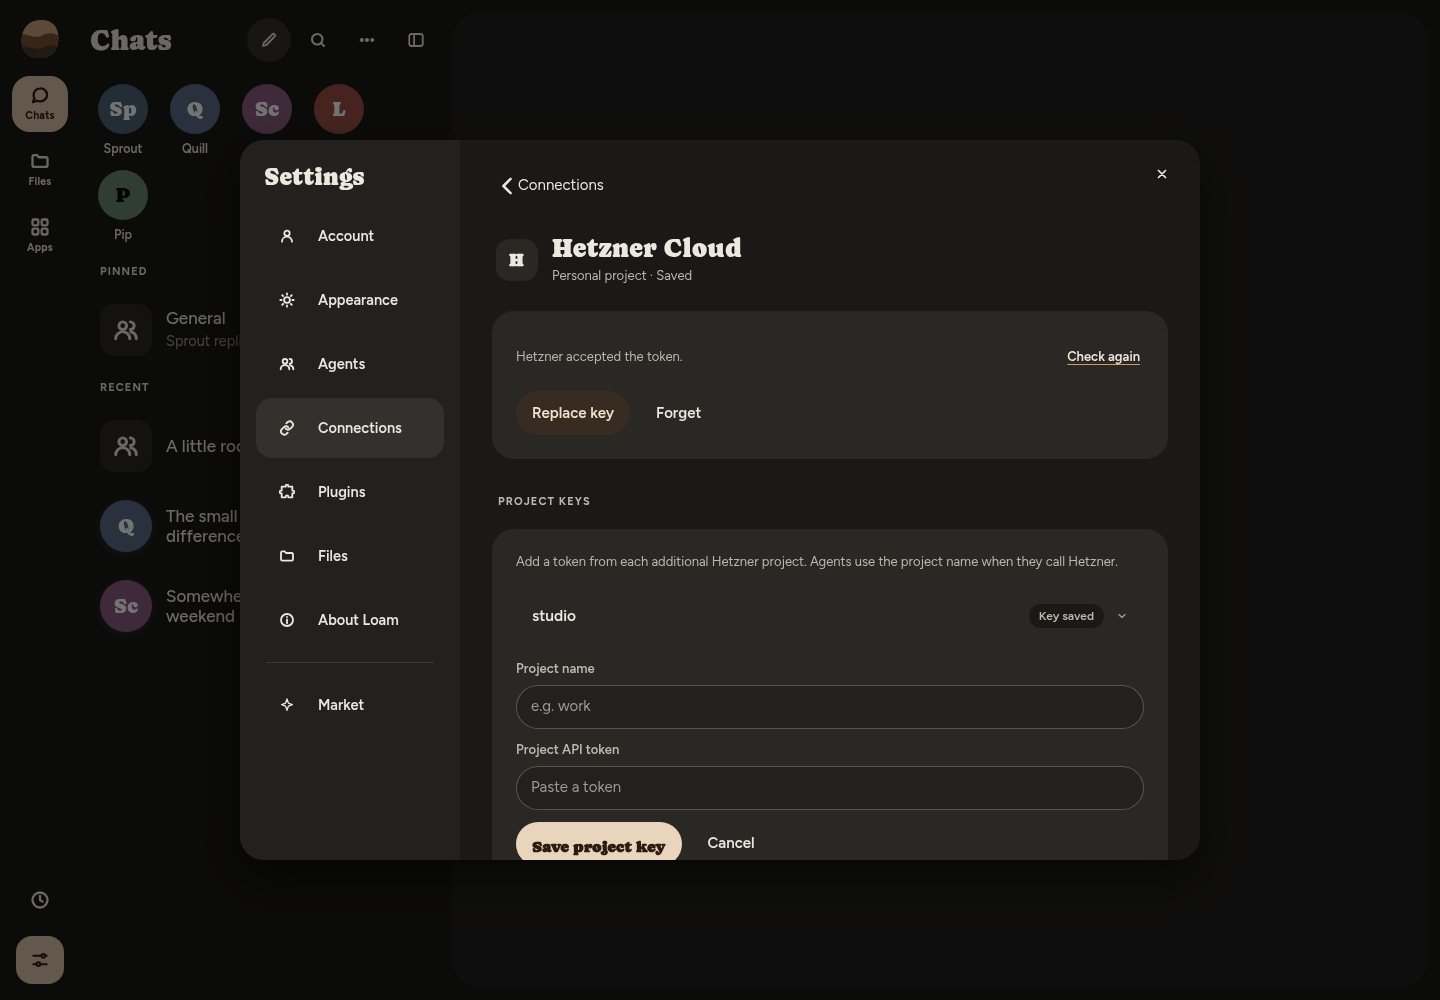 Chats
Chats
Files
Apps
Sp
Q
Sc
L
Sprout
Quill
P
Pip
PINNED
General
Sprout repl
RECENT
A little
Q
The small
difference
Sc
weekend
Settings
Account
Appearance
Agents
Connections
Plugins
Files
About Loam
Market
Connections
H
Hetzner Cloud
Personal project · Saved
Hetzner accepted the token.
Check again
Replace key
Forget
PROJECT KEYS
Add a token from each additional Hetzner project. Agents use the project name when they call Hetzner.
studio
Key saved
Project name
e.g. work
Project API token
Paste a token
Save project key
Cancel